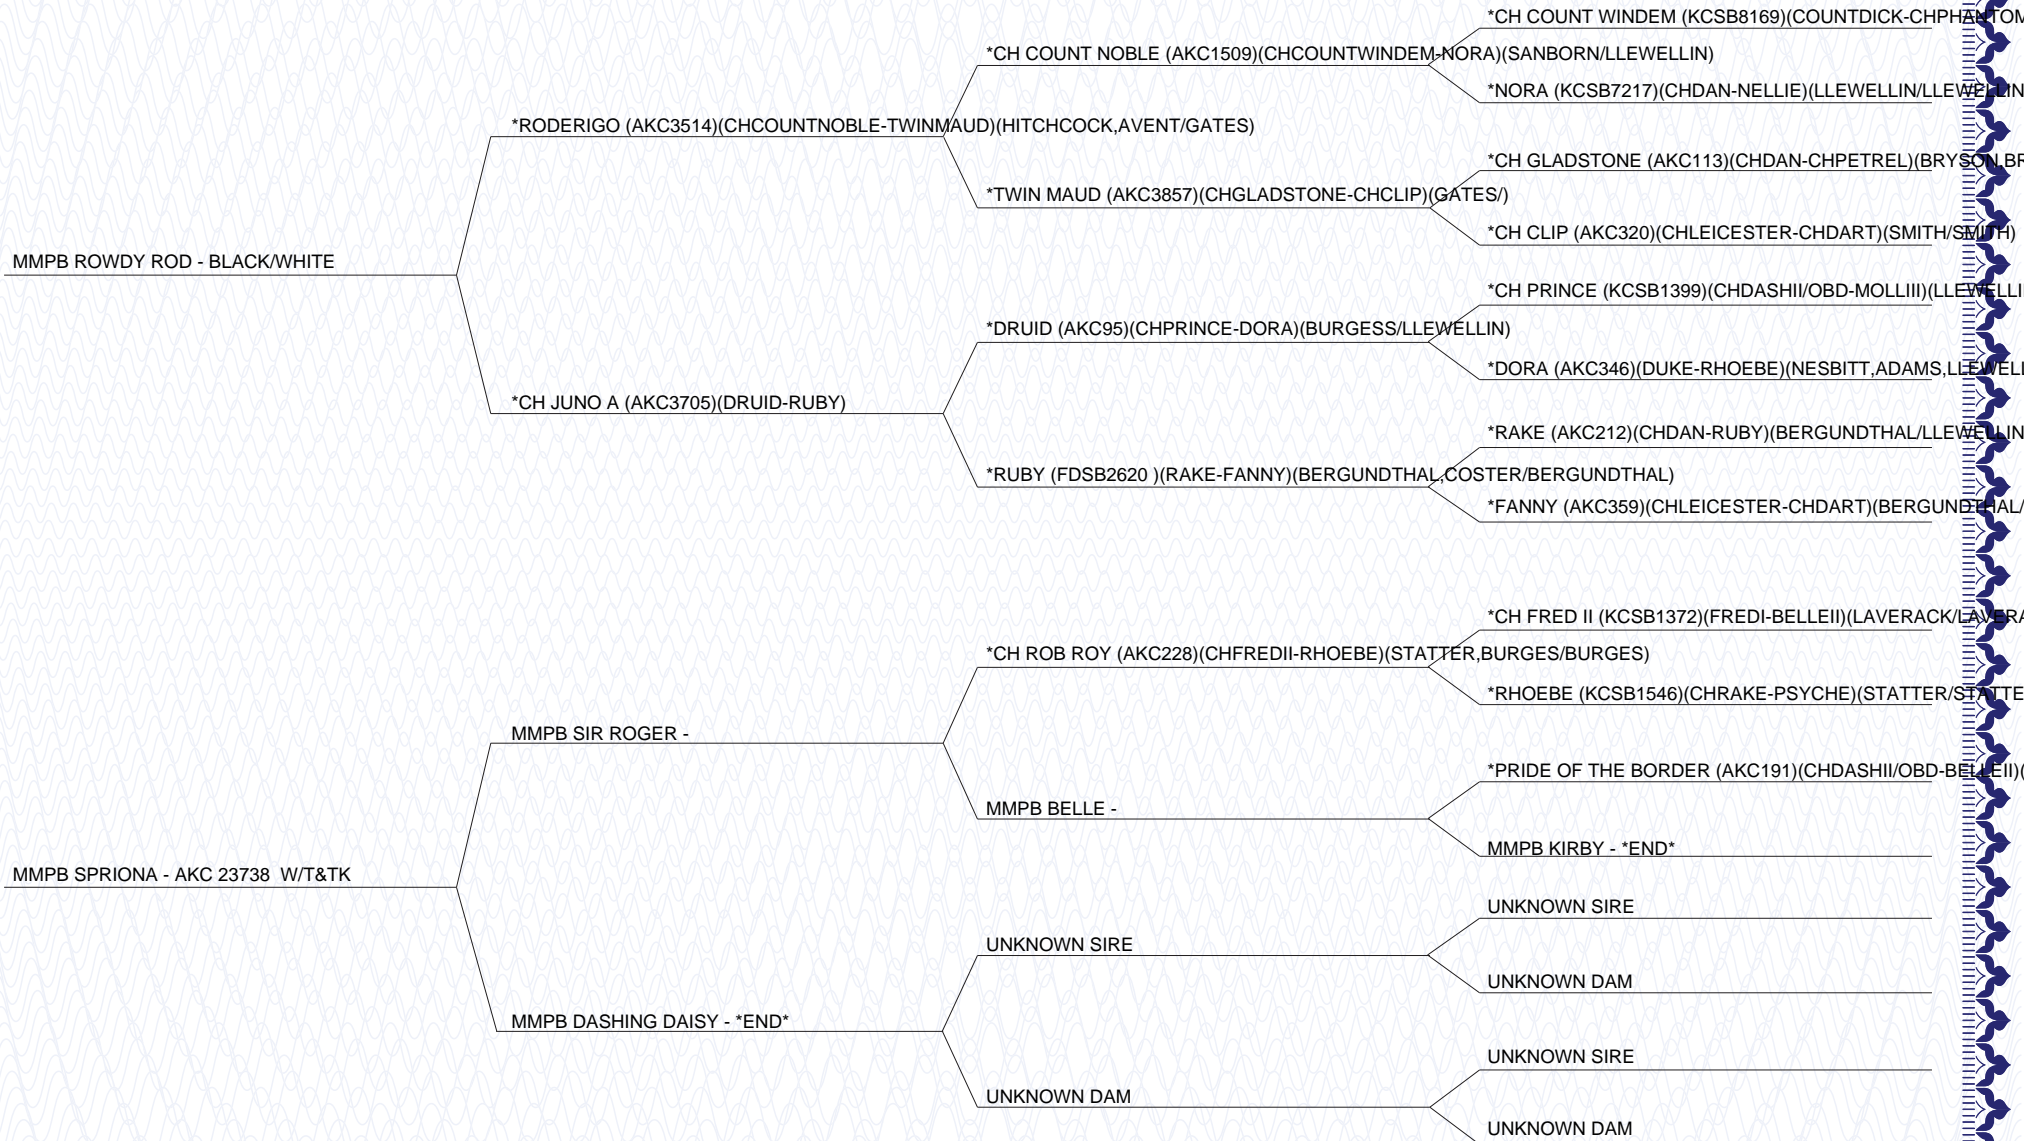 *CH COUNT WINDEM (KCSB8169)(COUNTDICK-CHPHANTOM
*CH COUNT NOBLE (AKC1509)(CHCOUNTWINDEM-NORA)(SANBORN/LLEWELLIN)
*NORA (KCSB7217)(CHDAN-NELLIE)(LLEWELLIN/LLEWELLIN
*RODERIGO (AKC3514)(CHCOUNTNOBLE-TWINMAUD)(HITCHCOCK,AVENT/GATES)
*CH GLADSTONE (AKC113)(CHDAN-CHPETREL)(BRYSON,BR
*TWIN MAUD (AKC3857)(CHGLADSTONE-CHCLIP)(GATES/)
*CH CLIP (AKC320)(CHLEICESTER-CHDART)(SMITH/SMITH)
MMPB ROWDY ROD - BLACK/WHITE
*CH PRINCE (KCSB1399)(CHDASHII/OBD-MOLLIII)(LLEWELLI
*DRUID (AKC95)(CHPRINCE-DORA)(BURGESS/LLEWELLIN)
*DORA (AKC346)(DUKE-RHOEBE)(NESBITT,ADAMS,LLEWELL
*CH JUNO A (AKC3705)(DRUID-RUBY)
*RAKE (AKC212)(CHDAN-RUBY)(BERGUNDTHAL/LLEWELLIN
*RUBY (FDSB2620 )(RAKE-FANNY)(BERGUNDTHAL,COSTER/BERGUNDTHAL)
*FANNY (AKC359)(CHLEICESTER-CHDART)(BERGUNDTHAL/
*CH FRED II (KCSB1372)(FREDI-BELLEII)(LAVERACK/LAVERA
*CH ROB ROY (AKC228)(CHFREDII-RHOEBE)(STATTER,BURGES/BURGES)
*RHOEBE (KCSB1546)(CHRAKE-PSYCHE)(STATTER/STATTE
MMPB SIR ROGER -
*PRIDE OF THE BORDER (AKC191)(CHDASHII/OBD-BELLEII)(
MMPB BELLE -
MMPB KIRBY - *END*
MMPB SPRIONA - AKC 23738  W/T&TK
UNKNOWN SIRE
UNKNOWN SIRE
UNKNOWN DAM
MMPB DASHING DAISY - *END*
UNKNOWN SIRE
UNKNOWN DAM
UNKNOWN DAM